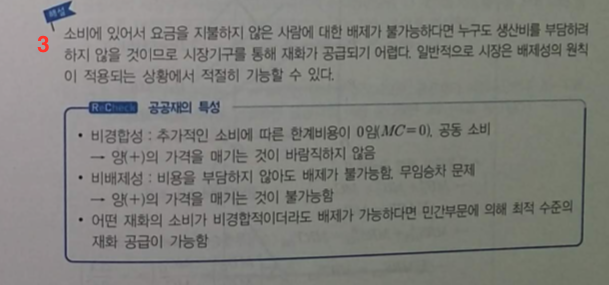 해설
3
소비에 있어서 요금을 지불하지 않은 사람에 대한 배제가 불가능하다면 누구도 생산비를 부담하려
하지 않을 것이므로 시장기구를 통해 재화가 공급되기 어렵다. 일반적으로 시장은 배제성의 원칙
이 적용되는 상황에서 적절히 기능할 수 있다.
ReCheck 공공재의 특성
• 비경합성 : 추가적인 소비에 따른 한계비용이 0임(MC=0), 공동 소비
→ 양(+)의 가격을 매기는 것이 바람직하지 않음
• 비배제성 : 비용을 부담하지 않아도 배제가 불가능함, 무임승차 문제
→ 양(+)의 가격을 매기는 것이 불가능함
• 어떤 재화의 소비가 비경합적이더라도 배제가 가능하다면 민간부문에 의해 최적 수준의
재화 공급이 가능함